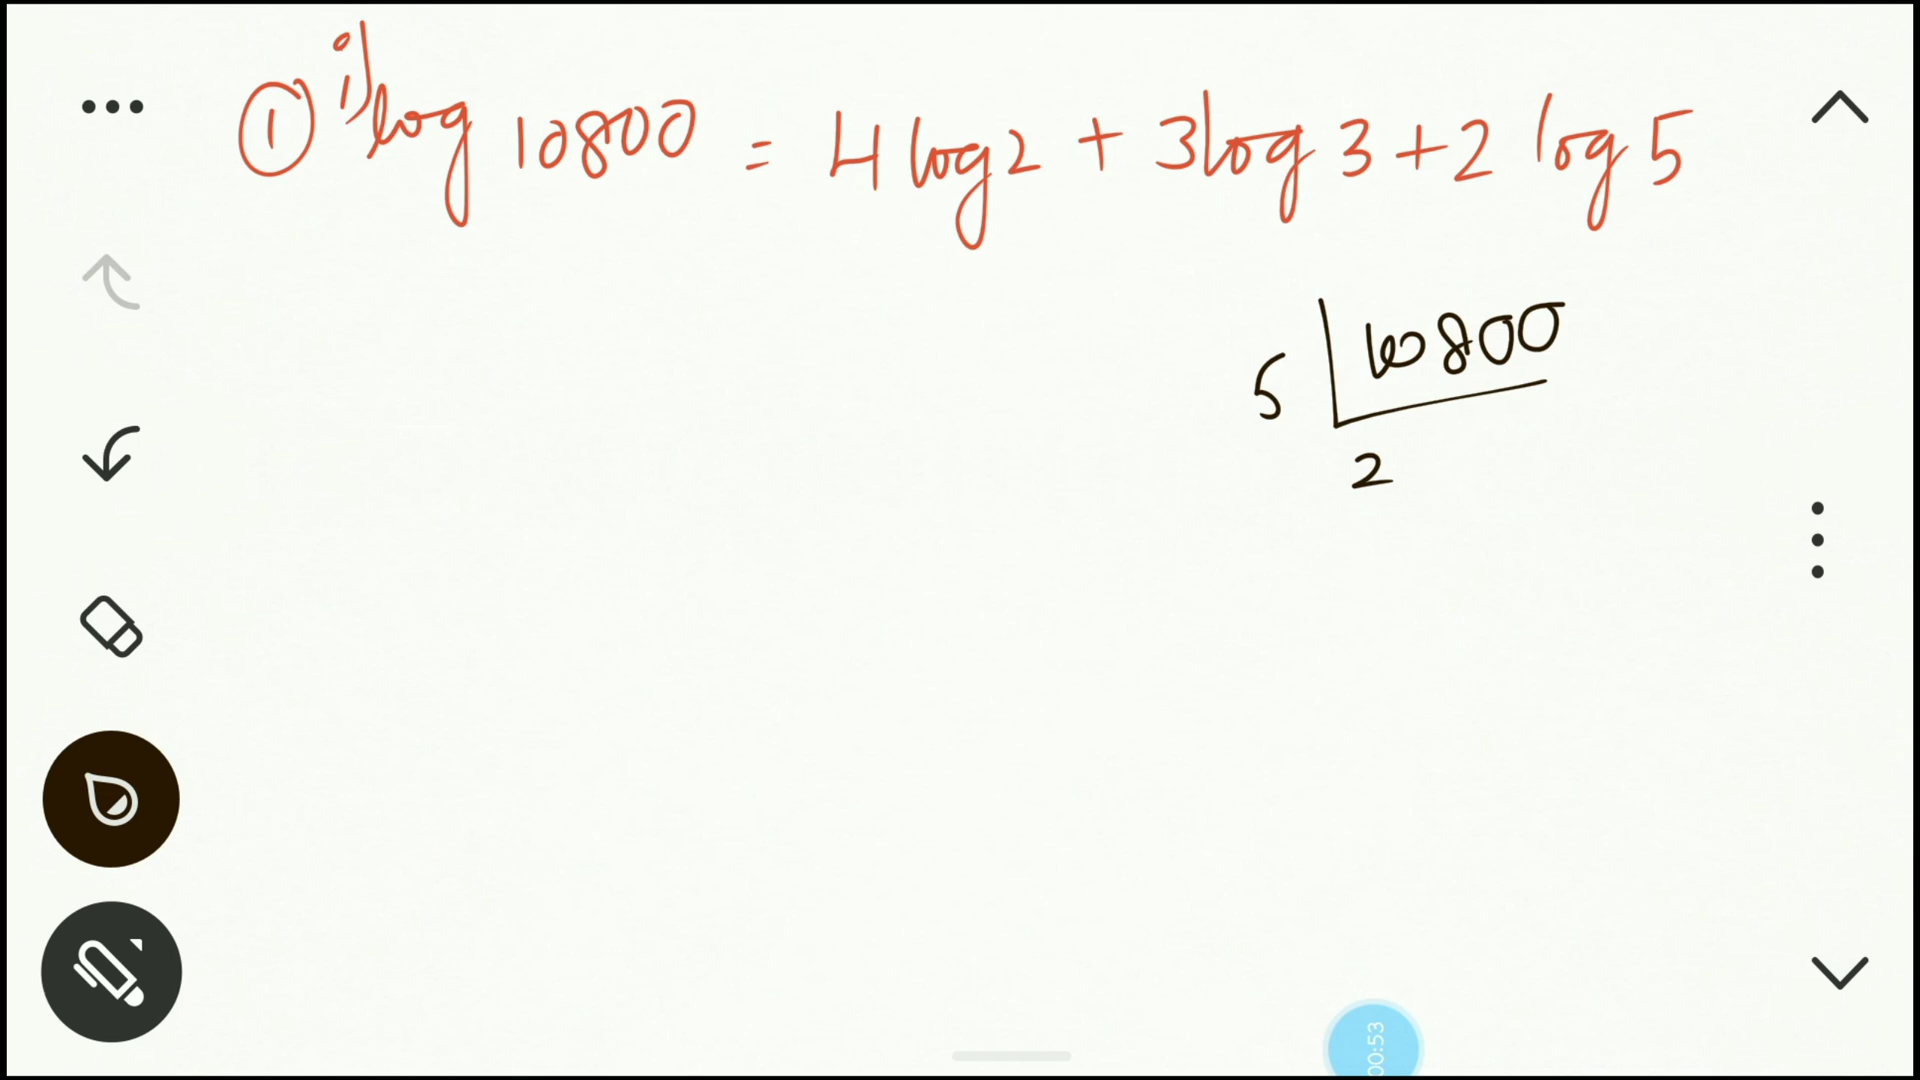 ① i) log 10800 = 4 log 2 + 3 log 3 + 2 log 5
5 | 10800
2
00:53